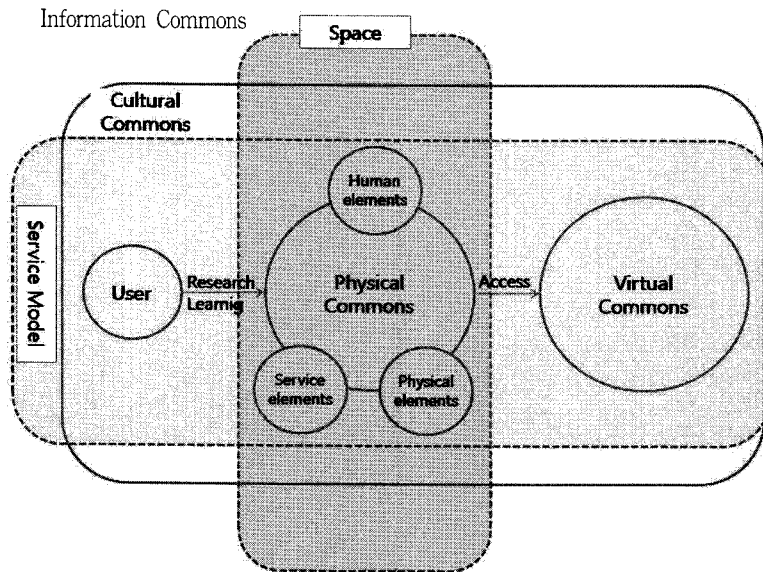 Information Commons
Space
Cultural
Commons
Human
elements
Service Model
User
Research
Learnig
Physical
Commons
Access
Virtual
Commons
Service
elements
Physical
elements